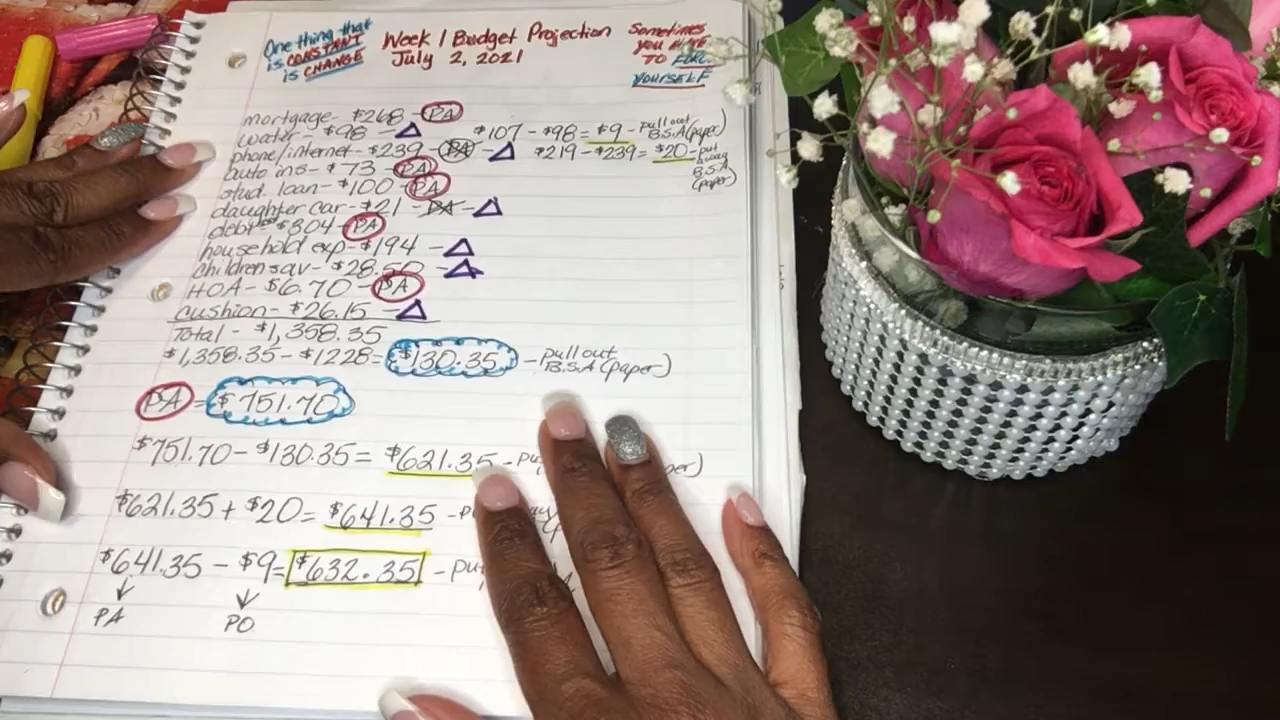 One thing that
is CONSTANT
is CHANGE
Week 1 Budget Projection
July 2, 2021
Sometimes
you HAVE
TO
YOURSELF
mortgage - $268 - PA
water - $98 - △ $107 - $98 = $9 - pull out B.S.A (paper)
phone/internet - $239 - PA - △ $219 - $239 = $20 - put away B.S.A (paper)
auto ins - $73 - PA
stud. loan - $100 - PA
daughter car - $21 - PA - △
debt - $304 - PA
household exp - $194 - △
children sav - $28.50 - △
HOA - $6.70 - PA
cushion - $26.15 - △
Total - $1,358.35
$1,358.35 - $1228 = $130.35 - pull out B.S.A (paper)
PA = $751.70
$751.70 - $130.35 = $621.35 -
$621.35 + $20 = $641.35 -
$641.35 - $9 = $632.35 -
PA PO